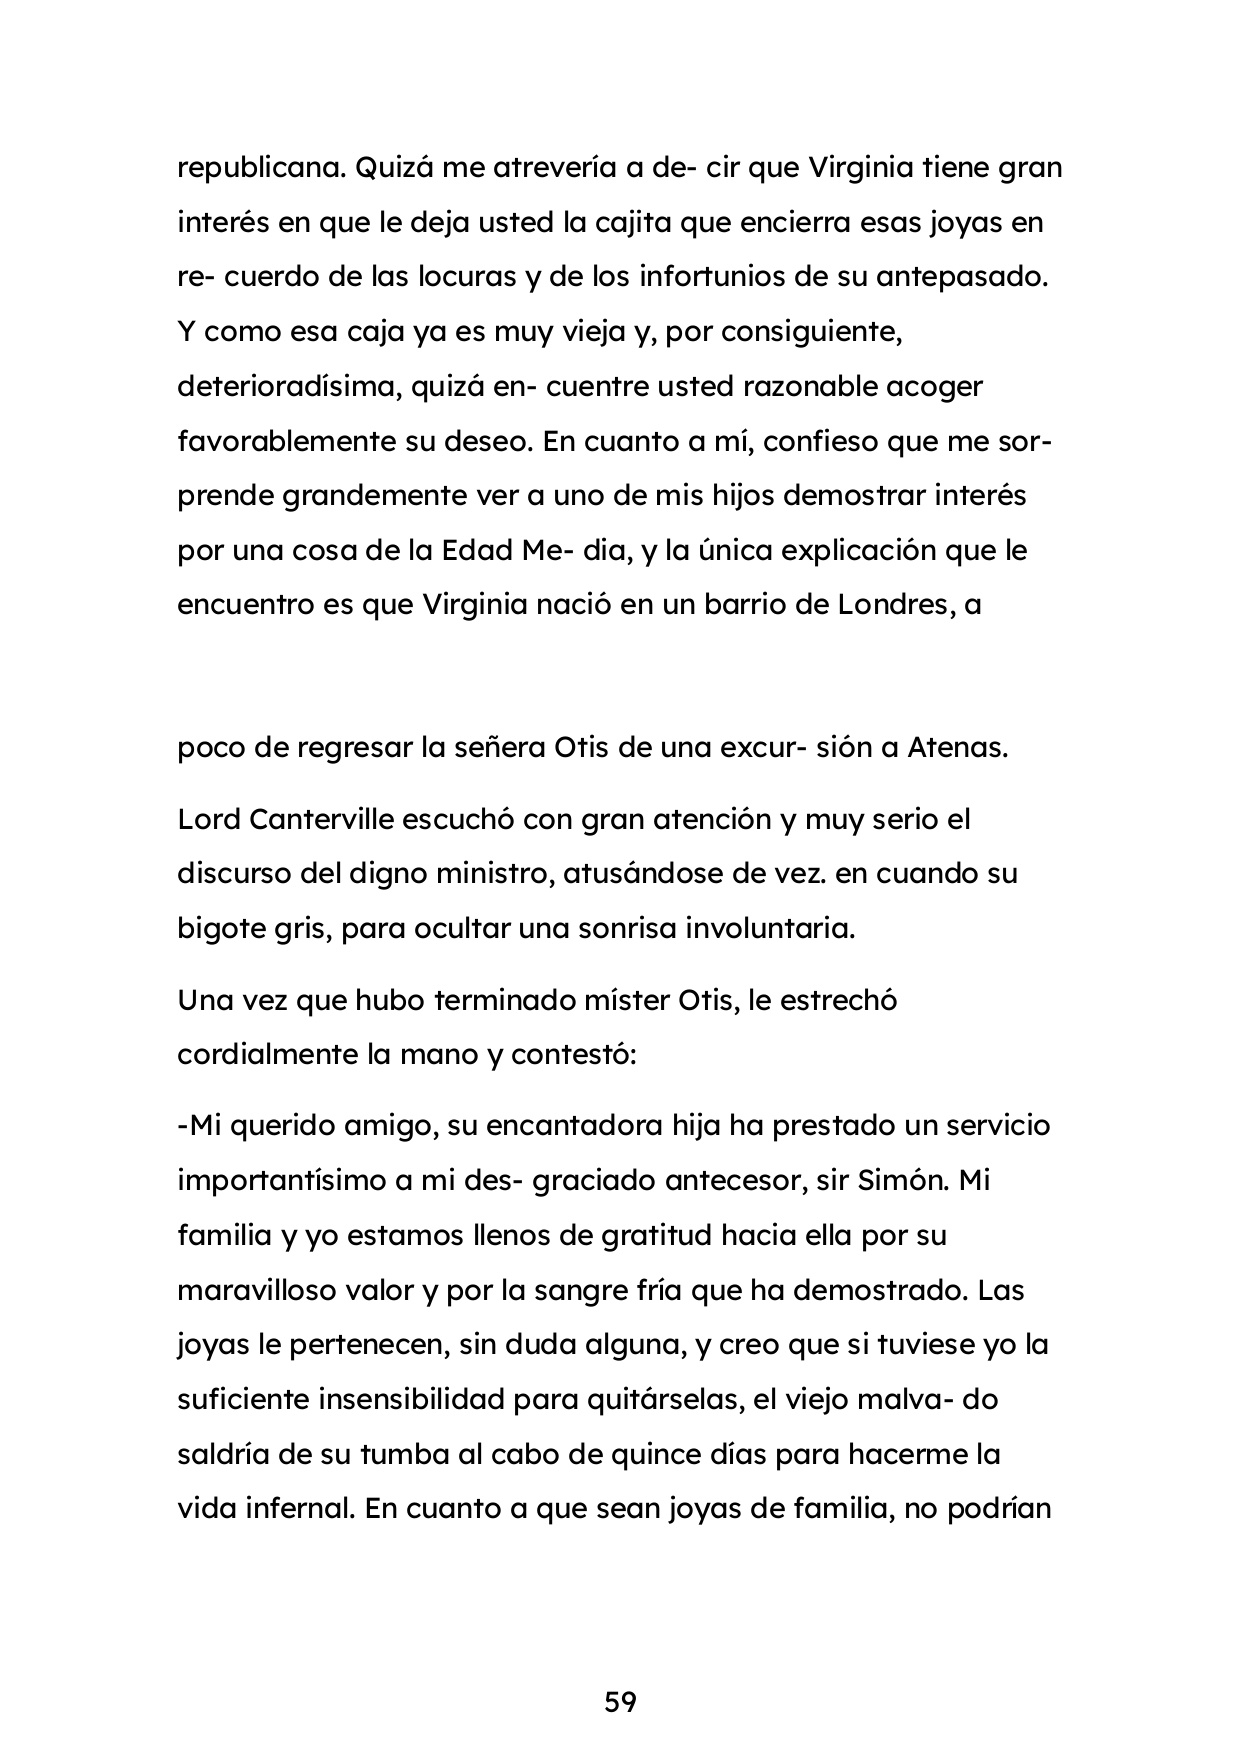 republicana. Quizá me atrevería a de- cir que Virginia tiene gran
interés en que le deja usted la cajita que encierra esas joyas en
re- cuerdo de las locuras y de los infortunios de su antepasado.
Y como esa caja ya es muy vieja y, por consiguiente,
deterioradísima, quizá en- cuentre usted razonable acoger
favorablemente su deseo. En cuanto a mí, confieso que me sor-
prende grandemente ver a uno de mis hijos demostrar interés
por una cosa de la Edad Me- dia, y la única explicación que le
encuentro es que Virginia nació en un barrio de Londres, a
poco de regresar la señera Otis de una excur- sión a Atenas.
Lord Canterville escuchó con gran atención y muy serio el
discurso del digno ministro, atusándose de vez. en cuando su
bigote gris, para ocultar una sonrisa involuntaria.
Una vez que hubo terminado míster Otis, le estrechó
cordialmente la mano y contestó:
-Mi querido amigo, su encantadora hija ha prestado un servicio
importantísimo a mi des- graciado antecesor, sir Simón. Mi
familia y yo estamos llenos de gratitud hacia ella por su
maravilloso valor y por la sangre fría que ha demostrado. Las
joyas le pertenecen, sin duda alguna, y creo que si tuviese yo la
suficiente insensibilidad para quitárselas, el viejo malva- do
saldría de su tumba al cabo de quince días para hacerme la
vida infernal. En cuanto a que sean joyas de familia, no podrían
59